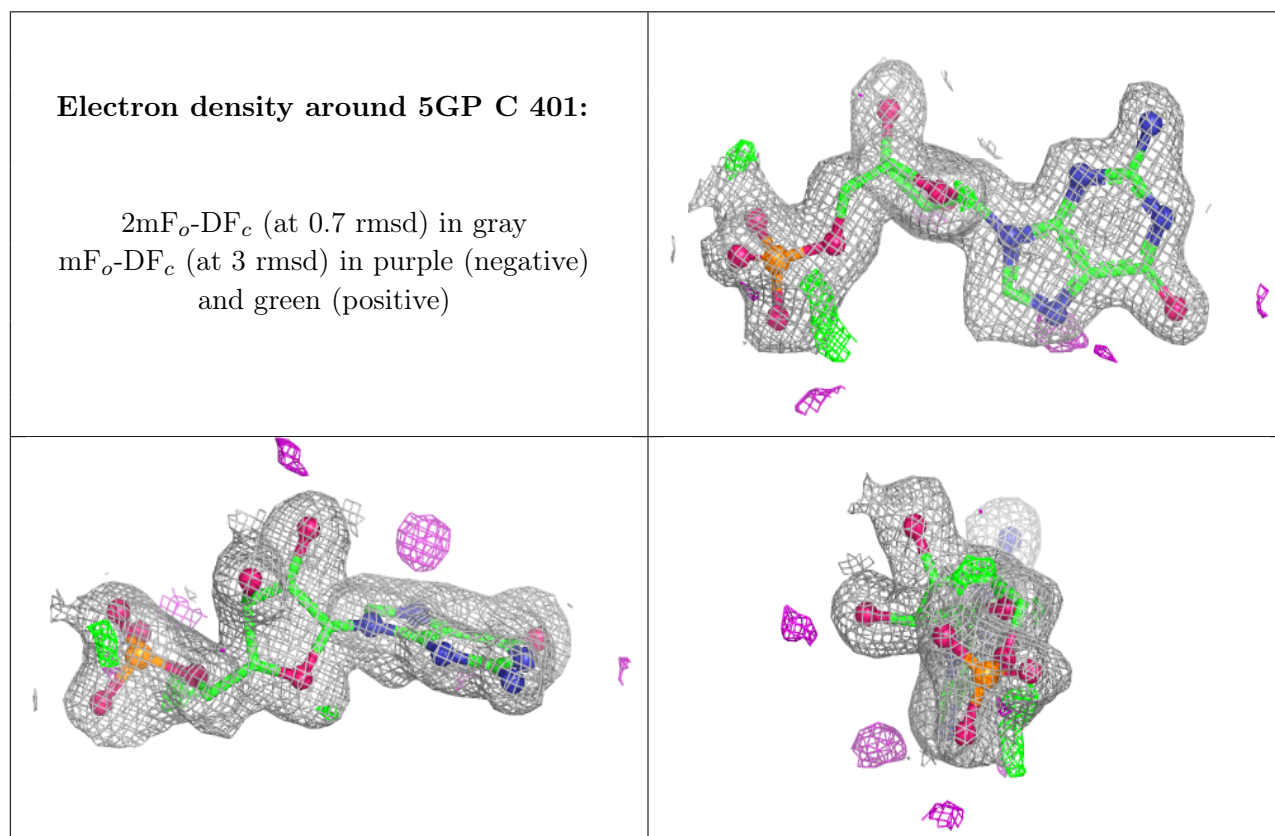 Electron density around 5GP C 401:
2mFo-DFc (at 0.7 rmsd) in gray
mFo-DFc (at 3 rmsd) in purple (negative)
and green (positive)